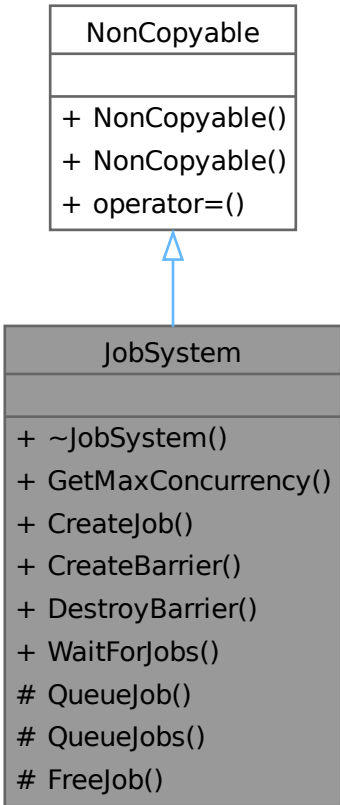 NonCopyable
+ NonCopyable()
+ NonCopyable()
+ operator=()
JobSystem
+ ~JobSystem()
+ GetMaxConcurrency()
+ CreateJob()
+ CreateBarrier()
+ DestroyBarrier()
+ WaitForJobs()
# QueueJob()
# QueueJobs()
# FreeJob()